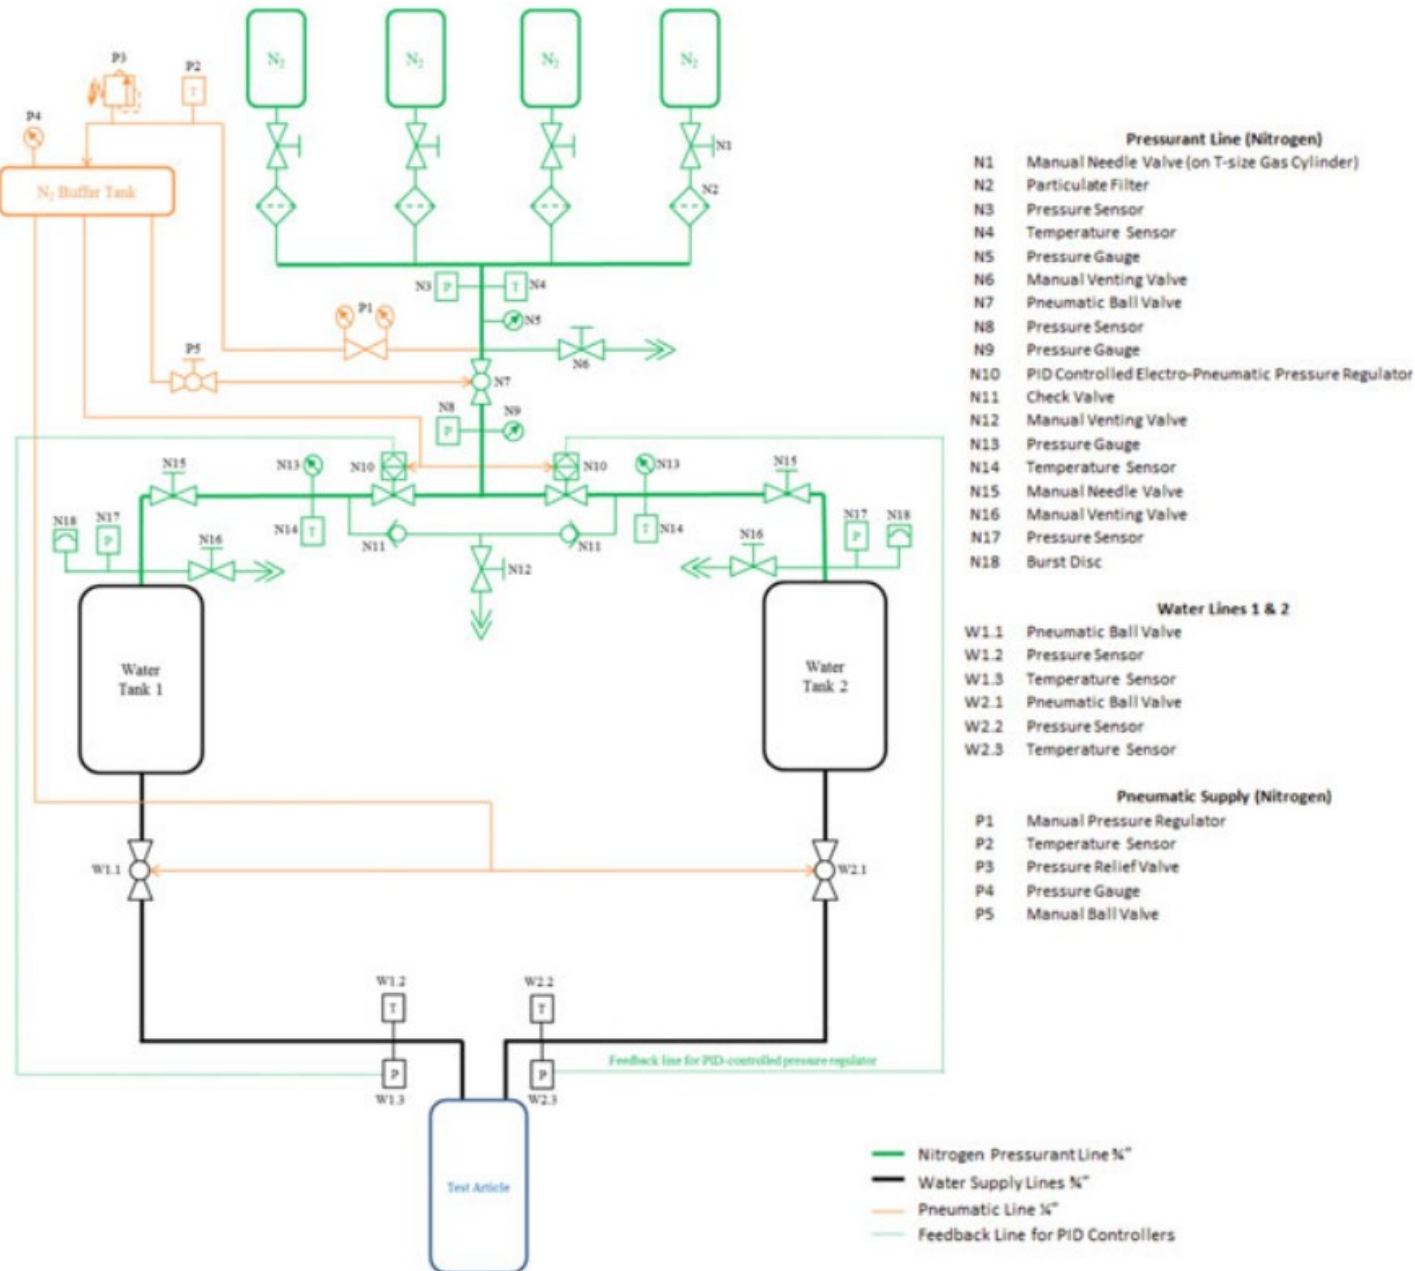 N2
N2
N2
N2
P3
P2
T
P4
N1
N2 Buffer Tank
N2
N3
P
T
N4
P1
N5
P5
N6
N7
N8
N9
P
N15
N13
N10
N10
N13
N15
N18
N17
P
N16
N14
T
N11
N11
T
N14
N16
N17
P
N18
N12
Water
Tank 1
Water
Tank 2
W1.1
W2.1
W1.2
W2.2
T
T
Feedback line for PID-controlled pressure regulator
P
P
W1.3
W2.3
Test Article
Pressurant Line (Nitrogen)
N1 Manual Needle Valve (on T-size Gas Cylinder)
N2 Particulate Filter
N3 Pressure Sensor
N4 Temperature Sensor
N5 Pressure Gauge
N6 Manual Venting Valve
N7 Pneumatic Ball Valve
N8 Pressure Sensor
N9 Pressure Gauge
N10 PID Controlled Electro-Pneumatic Pressure Regulator
N11 Check Valve
N12 Manual Venting Valve
N13 Pressure Gauge
N14 Temperature Sensor
N15 Manual Needle Valve
N16 Manual Venting Valve
N17 Pressure Sensor
N18 Burst Disc
Water Lines 1 & 2
W1.1 Pneumatic Ball Valve
W1.2 Pressure Sensor
W1.3 Temperature Sensor
W2.1 Pneumatic Ball Valve
W2.2 Pressure Sensor
W2.3 Temperature Sensor
Pneumatic Supply (Nitrogen)
P1 Manual Pressure Regulator
P2 Temperature Sensor
P3 Pressure Relief Valve
P4 Pressure Gauge
P5 Manual Ball Valve
Nitrogen Pressurant Line ¾"
Water Supply Lines ¾"
Pneumatic Line ¼"
Feedback Line for PID Controllers